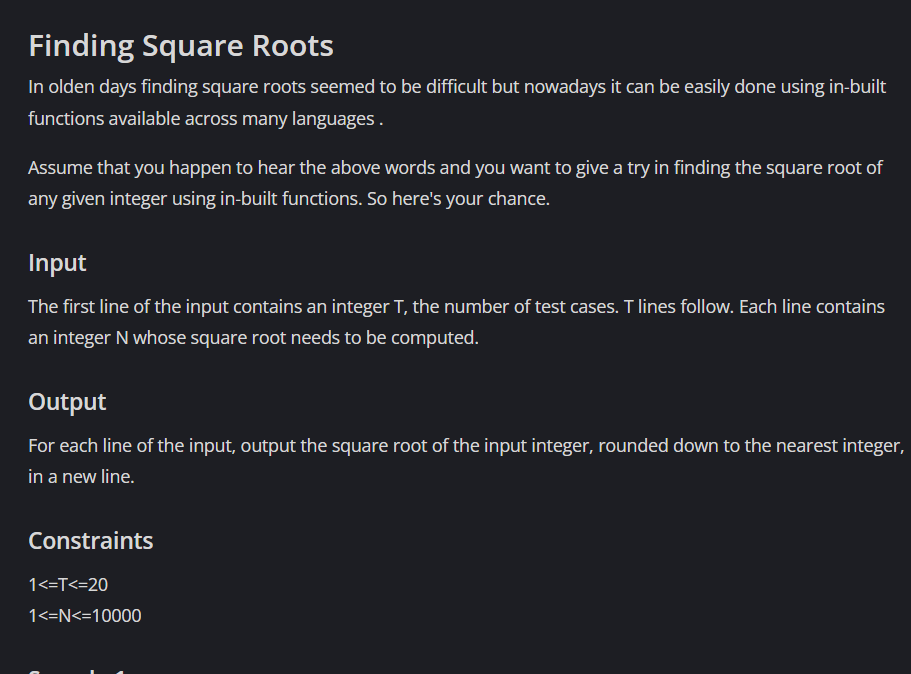 Finding Square Roots
In olden days finding square roots seemed to be difficult but nowadays it can be easily done using in-built
functions available across many languages .
Assume that you happen to hear the above words and you want to give a try in finding the square root of
any given integer using in-built functions. So here's your chance.
Input
The first line of the input contains an integer T, the number of test cases. T lines follow. Each line contains
an integer N whose square root needs to be computed.
Output
For each line of the input, output the square root of the input integer, rounded down to the nearest integer,
in a new line.
Constraints
1<=T<=20
1<=N<=10000